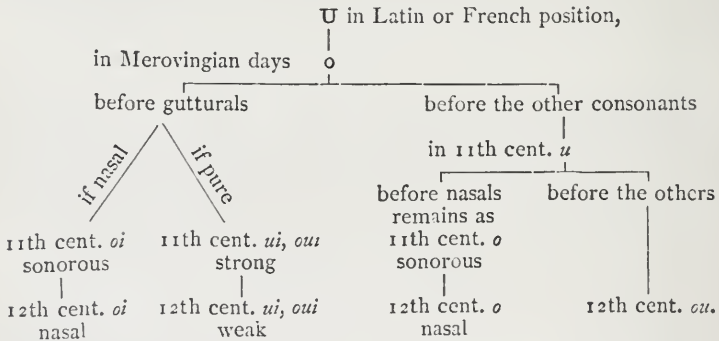 U in Latin or French position,
in Merovingian days o
before gutturals before the other consonants
if nasal if pure
in 11th cent. u
before nasals before the others
remains as
11th cent. oi 11th cent. ui, oui 11th cent. o
sonorous strong sonorous
12th cent. oi 12th cent. ui, oui 12th cent. o 12th cent. ou.
nasal weak nasal